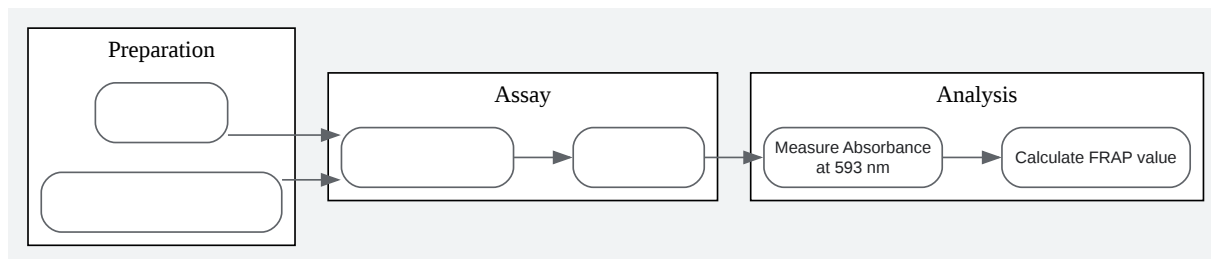 Preparation
Assay
Analysis
Measure Absorbance
at 593 nm
Calculate FRAP value